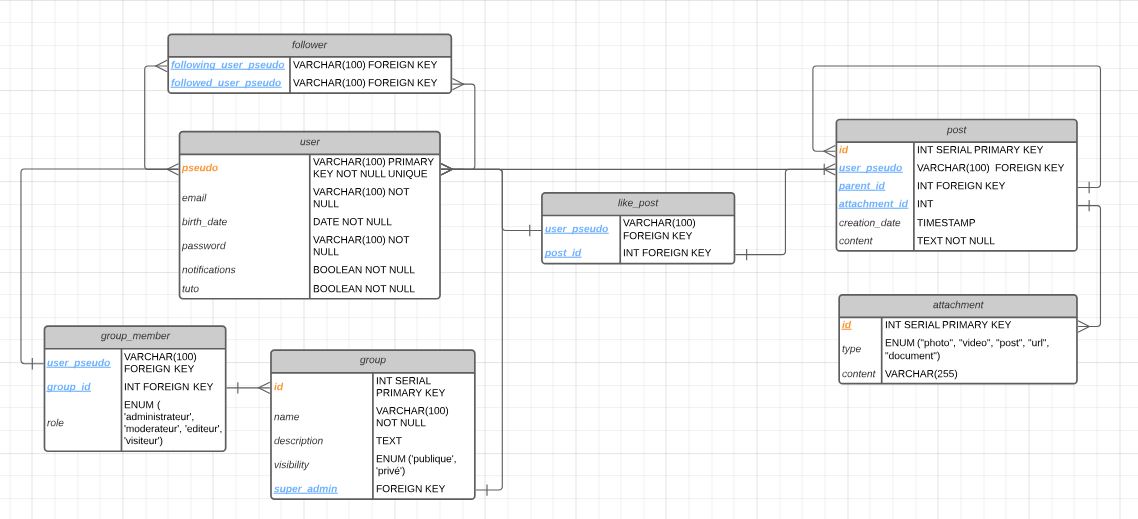 follower
following_user_pseudo VARCHAR(100) FOREIGN KEY
followed_user_pseudo VARCHAR(100) FOREIGN KEY
user
pseudo VARCHAR(100) PRIMARY
KEY NOT NULL UNIQUE
email VARCHAR(100) NOT
NULL
birth_date DATE NOT NULL
password VARCHAR(100) NOT
NULL
notifications BOOLEAN NOT NULL
tuto BOOLEAN NOT NULL
like_post
user_pseudo VARCHAR(100)
FOREIGN KEY
post_id INT FOREIGN KEY
post
id INT SERIAL PRIMARY KEY
user_pseudo VARCHAR(100) FOREIGN KEY
parent_id INT FOREIGN KEY
attachment_id INT
creation_date TIMESTAMP
content TEXT NOT NULL
attachment
id INT SERIAL PRIMARY KEY
type ENUM ("photo", "video", "post", "url",
"document")
content VARCHAR(255)
group_member
user_pseudo VARCHAR(100)
FOREIGN KEY
group_id INT FOREIGN KEY
role ENUM (
'administrateur',
'moderateur', 'editeur',
'visiteur')
group
id INT SERIAL
PRIMARY KEY
name VARCHAR(100)
NOT NULL
description TEXT
visibility ENUM ('publique',
'privé')
super_admin FOREIGN KEY